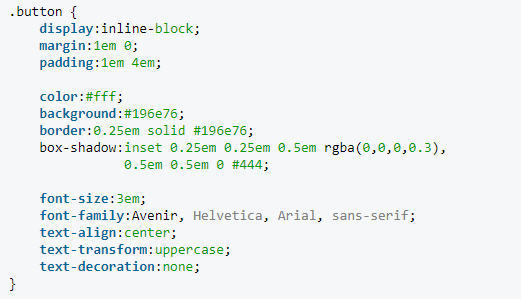 .button {
    display:inline-block;
    margin:1em 0;
    padding:1em 4em;

    color:#fff;
    background:#196e76;
    border:0.25em solid #196e76;
    box-shadow:inset 0.25em 0.25em 0.5em rgba(0,0,0,0.3),
               0.5em 0.5em 0 #444;

    font-size:3em;
    font-family:Avenir, Helvetica, Arial, sans-serif;
    text-align:center;
    text-transform:uppercase;
    text-decoration:none;
}